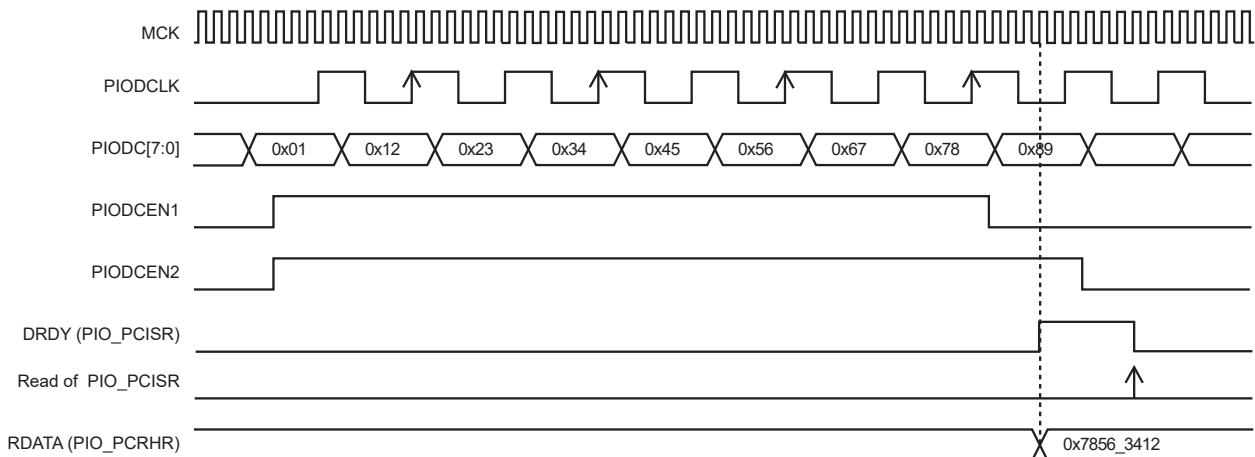 MCK
PIODCLK
PIODC[7:0] 0x01 0x12 0x23 0x34 0x45 0x56 0x67 0x78 0x89
PIODCEN1
PIODCEN2
DRDY (PIO_PCISR)
Read of PIO_PCISR
RDATA (PIO_PCRHR) 0x7856_3412